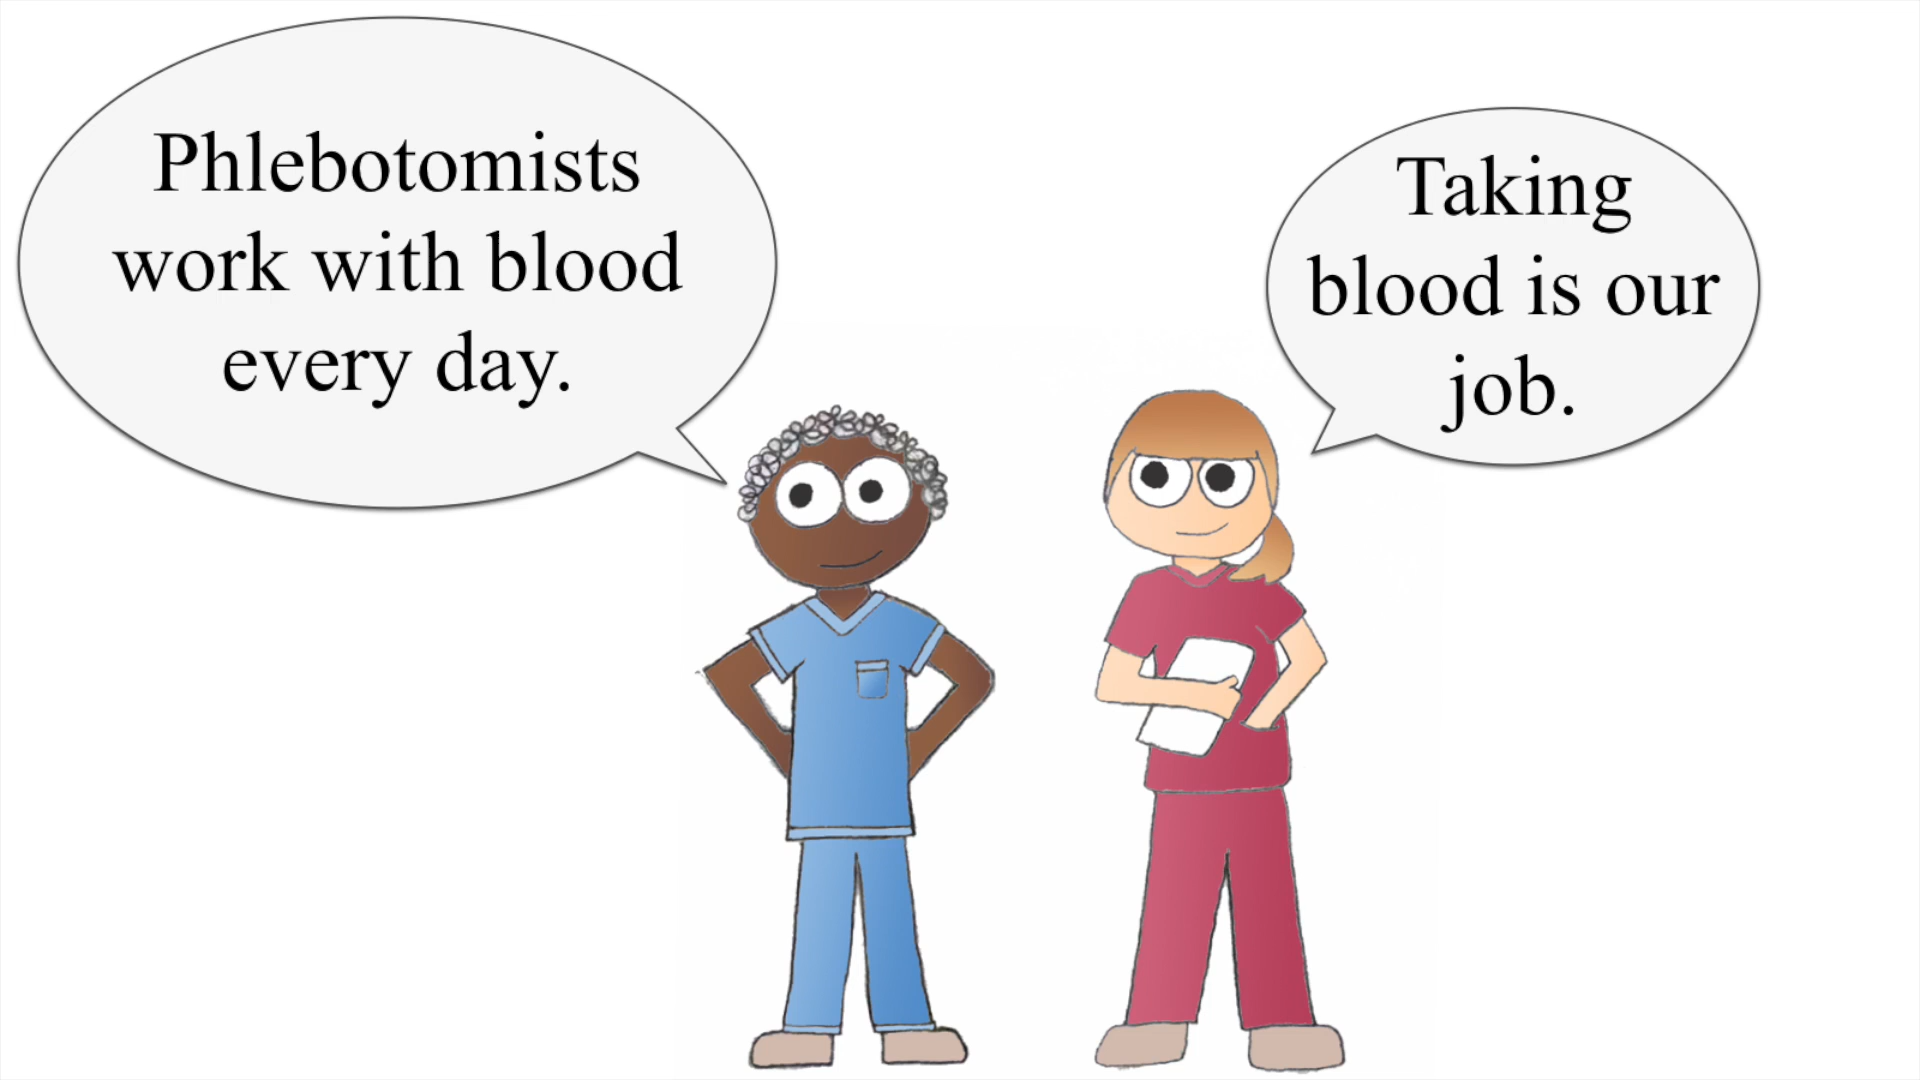 Phlebotomists
work with blood
every day.
Taking
blood is our
job.